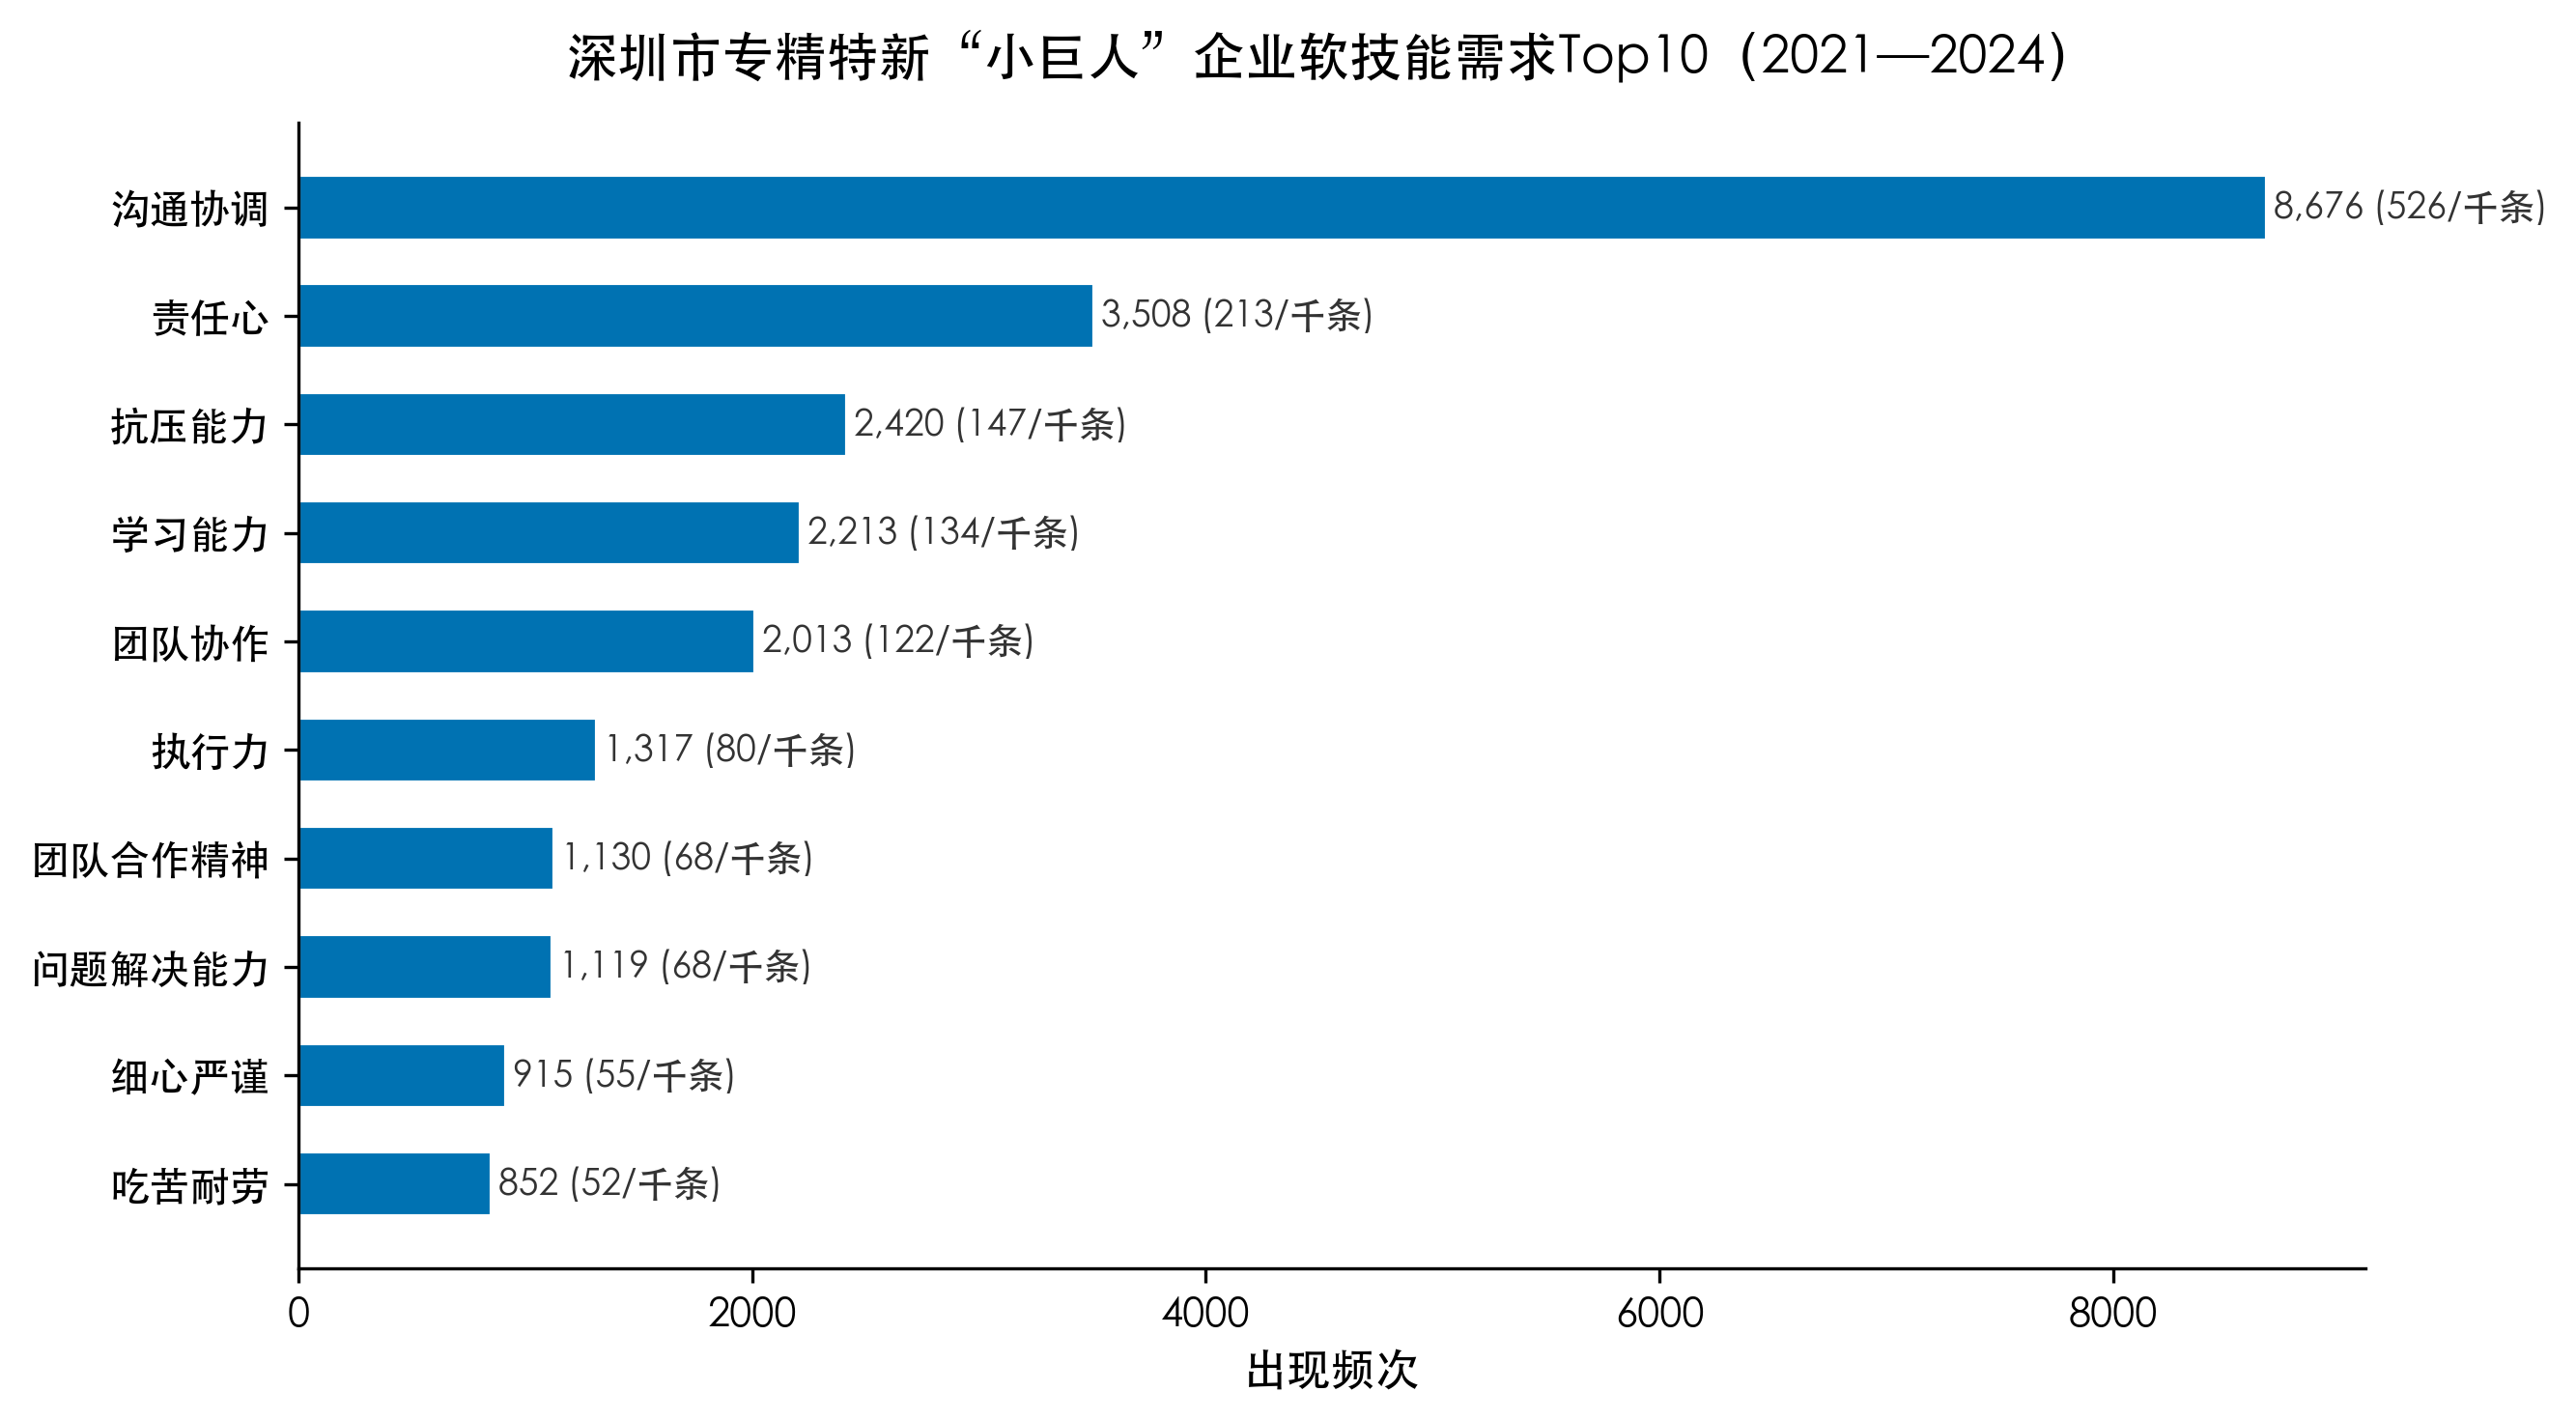 深圳市专精特新“小巨人”企业软技能需求Top10（2021—2024）
沟通协调 8,676 (526/千条)
责任心 3,508 (213/千条)
抗压能力 2,420 (147/千条)
学习能力 2,213 (134/千条)
团队协作 2,013 (122/千条)
执行力 1,317 (80/千条)
团队合作精神 1,130 (68/千条)
问题解决能力 1,119 (68/千条)
细心严谨 915 (55/千条)
吃苦耐劳 852 (52/千条)
0 2000 4000 6000 8000
出现频次